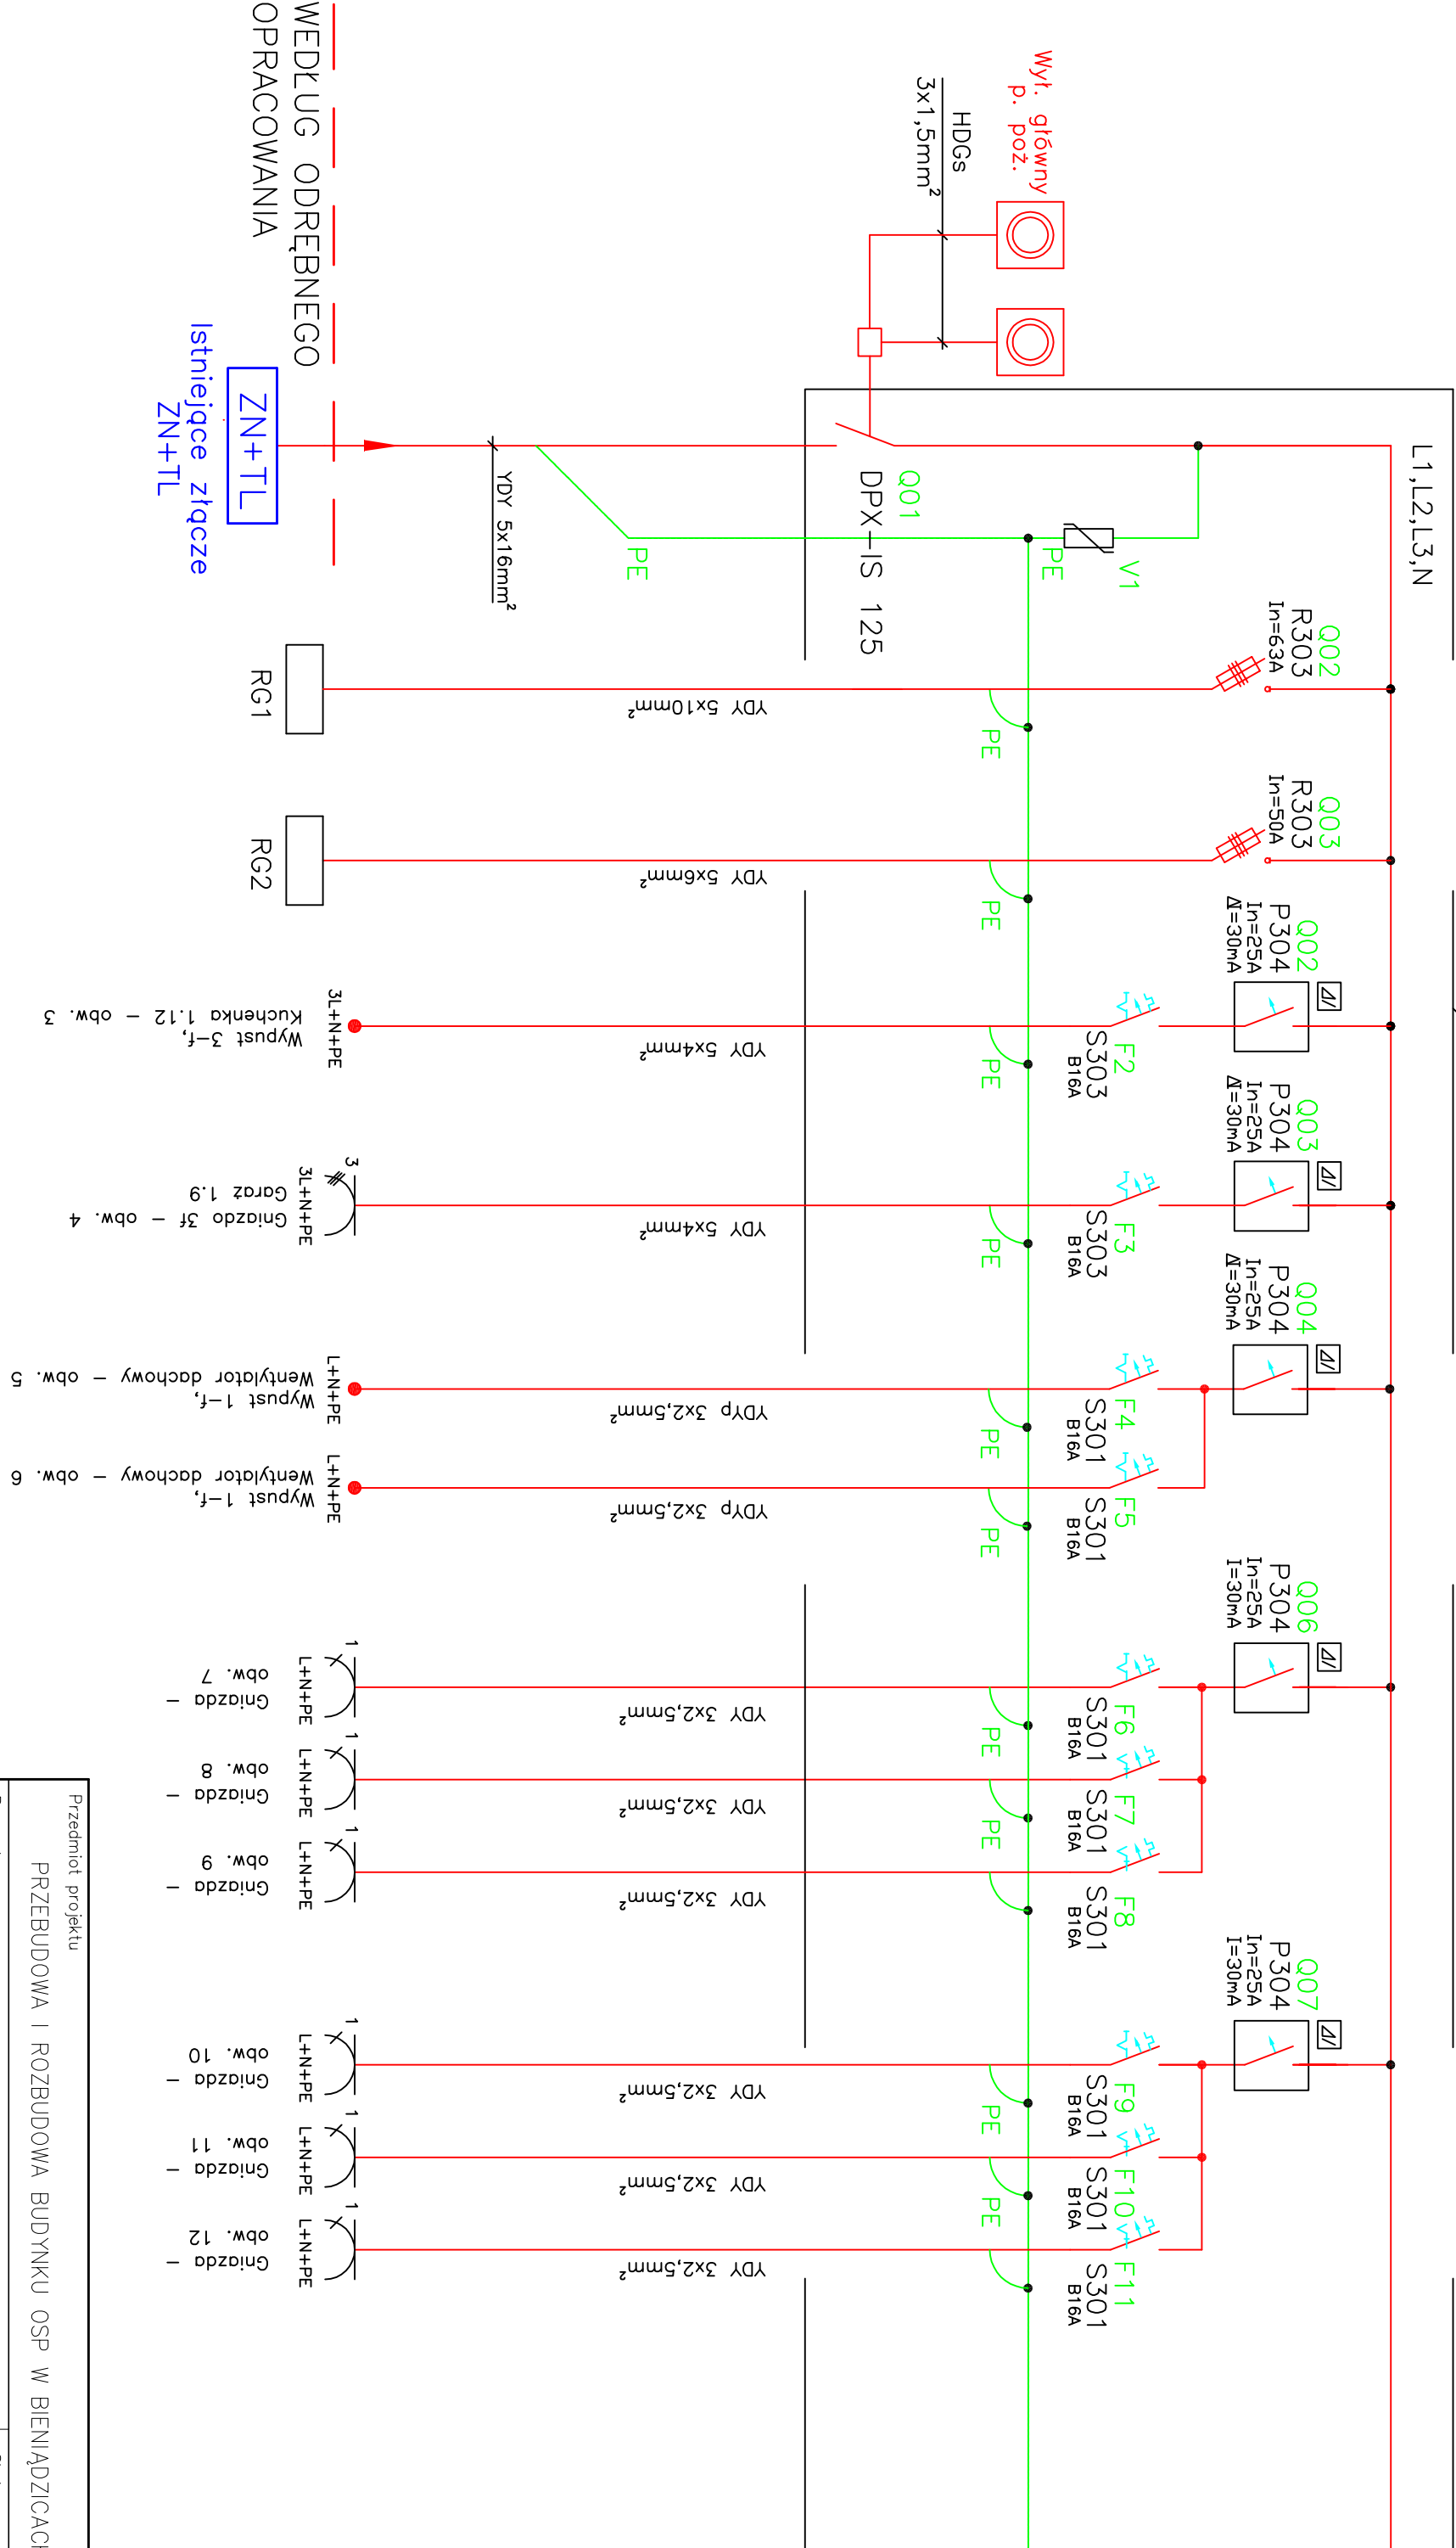 L1,L2,L3,N
Wył. główny
p. poż.
HDGs
3x1,5mm²
Q01
DPX-IS 125
V1
PE
PE
YDY 5x16mm²
WEDŁUG ODRĘBNEGO
OPRACOWANIA
ZN+TL
Istniejące złącze
ZN+TL
Q02
R303
In=63A
PE
YDY 5x10mm²
RG1
Q03
R303
In=50A
PE
YDY 5x6mm²
RG2
Q02
P304
In=25A
ΔI=30mA
ΔI
F2
S303
B16A
PE
YDY 5x4mm²
3L+N+PE
Wypust 3-f,
Kuchenka 1.12 - obw. 3
Q03
P304
In=25A
ΔI=30mA
ΔI
F3
S303
B16A
PE
YDY 5x4mm²
3
3L+N+PE
Gniazdo 3f - obw. 4
Garaż 1.9
Q04
P304
In=25A
ΔI=30mA
ΔI
F4
S301
B16A
PE
YDYp 3x2,5mm²
L+N+PE
Wypust 1-f,
Wentylator dachowy - obw. 5
F5
S301
B16A
PE
YDYp 3x2,5mm²
L+N+PE
Wypust 1-f,
Wentylator dachowy - obw. 6
Q06
P304
In=25A
I=30mA
ΔI
F6
S301
B16A
PE
YDY 3x2,5mm²
1
L+N+PE
Gniazda -
obw. 7
F7
S301
B16A
PE
YDY 3x2,5mm²
1
L+N+PE
Gniazda -
obw. 8
F8
S301
B16A
YDY 3x2,5mm²
1
L+N+PE
Gniazda -
obw. 9
Q07
P304
In=25A
I=30mA
ΔI
F9
S301
B16A
PE
YDY 3x2,5mm²
1
L+N+PE
Gniazda -
obw. 10
F10
S301
B16A
PE
YDY 3x2,5mm²
1
L+N+PE
Gniazda -
obw. 11
F11
S301
B16A
YDY 3x2,5mm²
1
L+N+PE
Gniazda -
obw. 12
Przedmiot projektu
PRZEBUDOWA I ROZBUDOWA BUDYNKU OSP W BIENIĄDZICACH